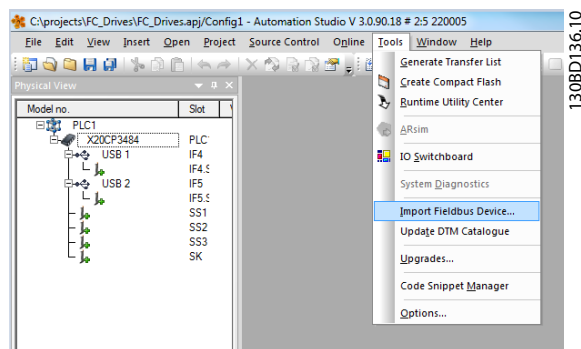 C:\projects\FC_Drives\FC_Drives.apj/Config1 - Automation Studio V 3.0.90.18 # 2:5 220005
File Edit View Insert Open Project Source Control Online Tools Window Help
Physical View
Model no. Slot
PLC1
X20CP3484 PLC
USB 1 IF4
IF4.S
USB 2 IF5
IF5.S
SS1
SS2
SS3
SK
Generate Transfer List
Create Compact Flash
Runtime Utility Center
ARsim
IO Switchboard
System Diagnostics
Import Fieldbus Device...
Update DTM Catalogue
Upgrades...
Code Snippet Manager
Options...
130BD136.10